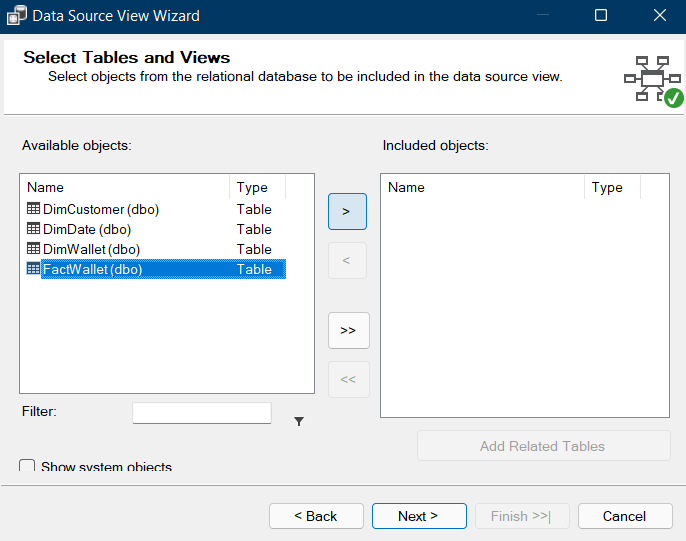 Data Source View Wizard
Select Tables and Views
Select objects from the relational database to be included in the data source view.
Available objects:
Included objects:
Name Type
Name Type
DimCustomer (dbo) Table
DimDate (dbo) Table
DimWallet (dbo) Table
FactWallet (dbo) Table
>
<
>>
<<
Filter:
Add Related Tables
Show system objects
< Back Next > Finish >>| Cancel